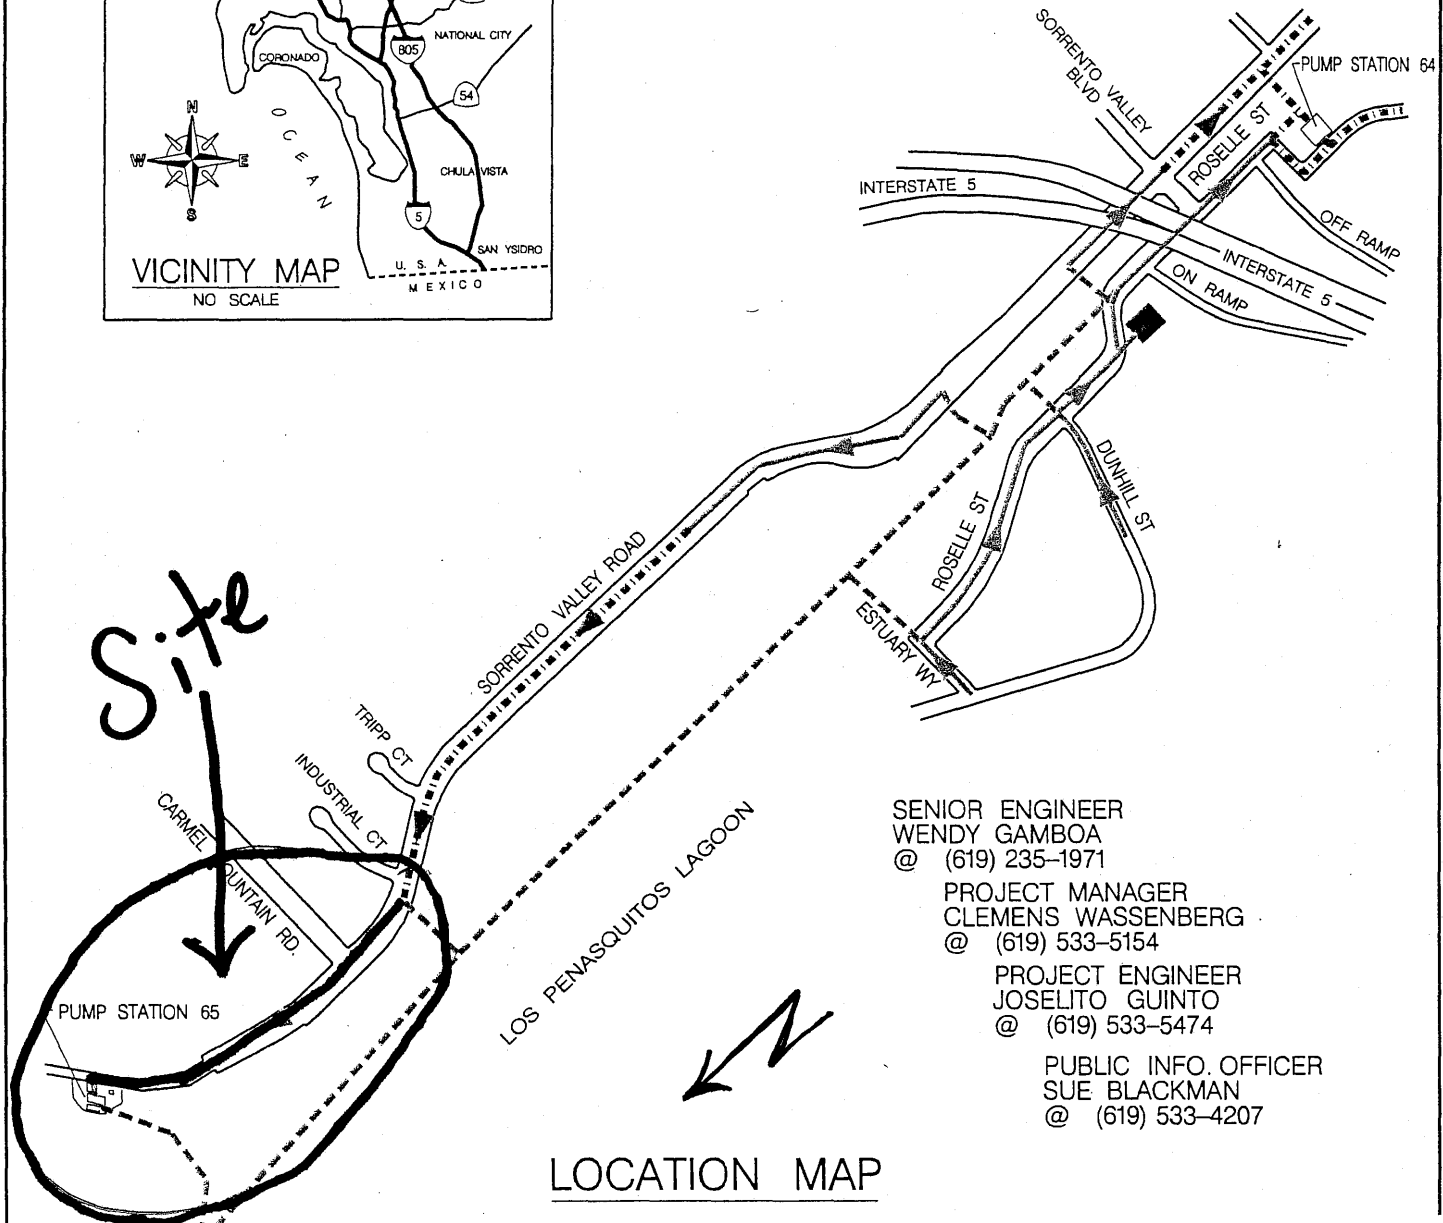 NATIONAL CITY
805
CORONADO
54
N
W E
S
OCEAN
CHULA VISTA
5
SAN YSIDRO
U. S. A.
MEXICO
VICINITY MAP
NO SCALE
SORRENTO VALLEY
BLVD
PUMP STATION 64
ROSELLE ST
INTERSTATE 5
OFF RAMP
INTERSTATE 5
ON RAMP
DUNHILL ST
ROSELLE ST
ESTUARY WY
SORRENTO VALLEY ROAD
Site
TRIPP CT
INDUSTRIAL CT
CARMEL
OUNTAIN RD.
PUMP STATION 65
LOS PENASQUITOS LAGOON
N
SENIOR ENGINEER
WENDY GAMBOA
@ (619) 235-1971
PROJECT MANAGER
CLEMENS WASSENBERG
@ (619) 533-5154
PROJECT ENGINEER
JOSELITO GUINTO
@ (619) 533-5474
PUBLIC INFO. OFFICER
SUE BLACKMAN
@ (619) 533-4207
LOCATION MAP